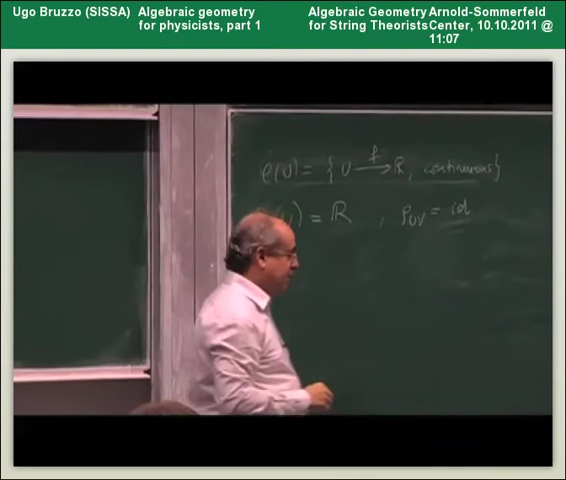 Ugo Bruzzo (SISSA)
Algebraic geometry
for physicists, part 1
Algebraic Geometry
for String Theorists
Arnold-Sommerfeld
Center, 10.10.2011 @
11:07
C(U) = { U →f ℝ, continuous }
(U) = ℝ , ρ_UV = id